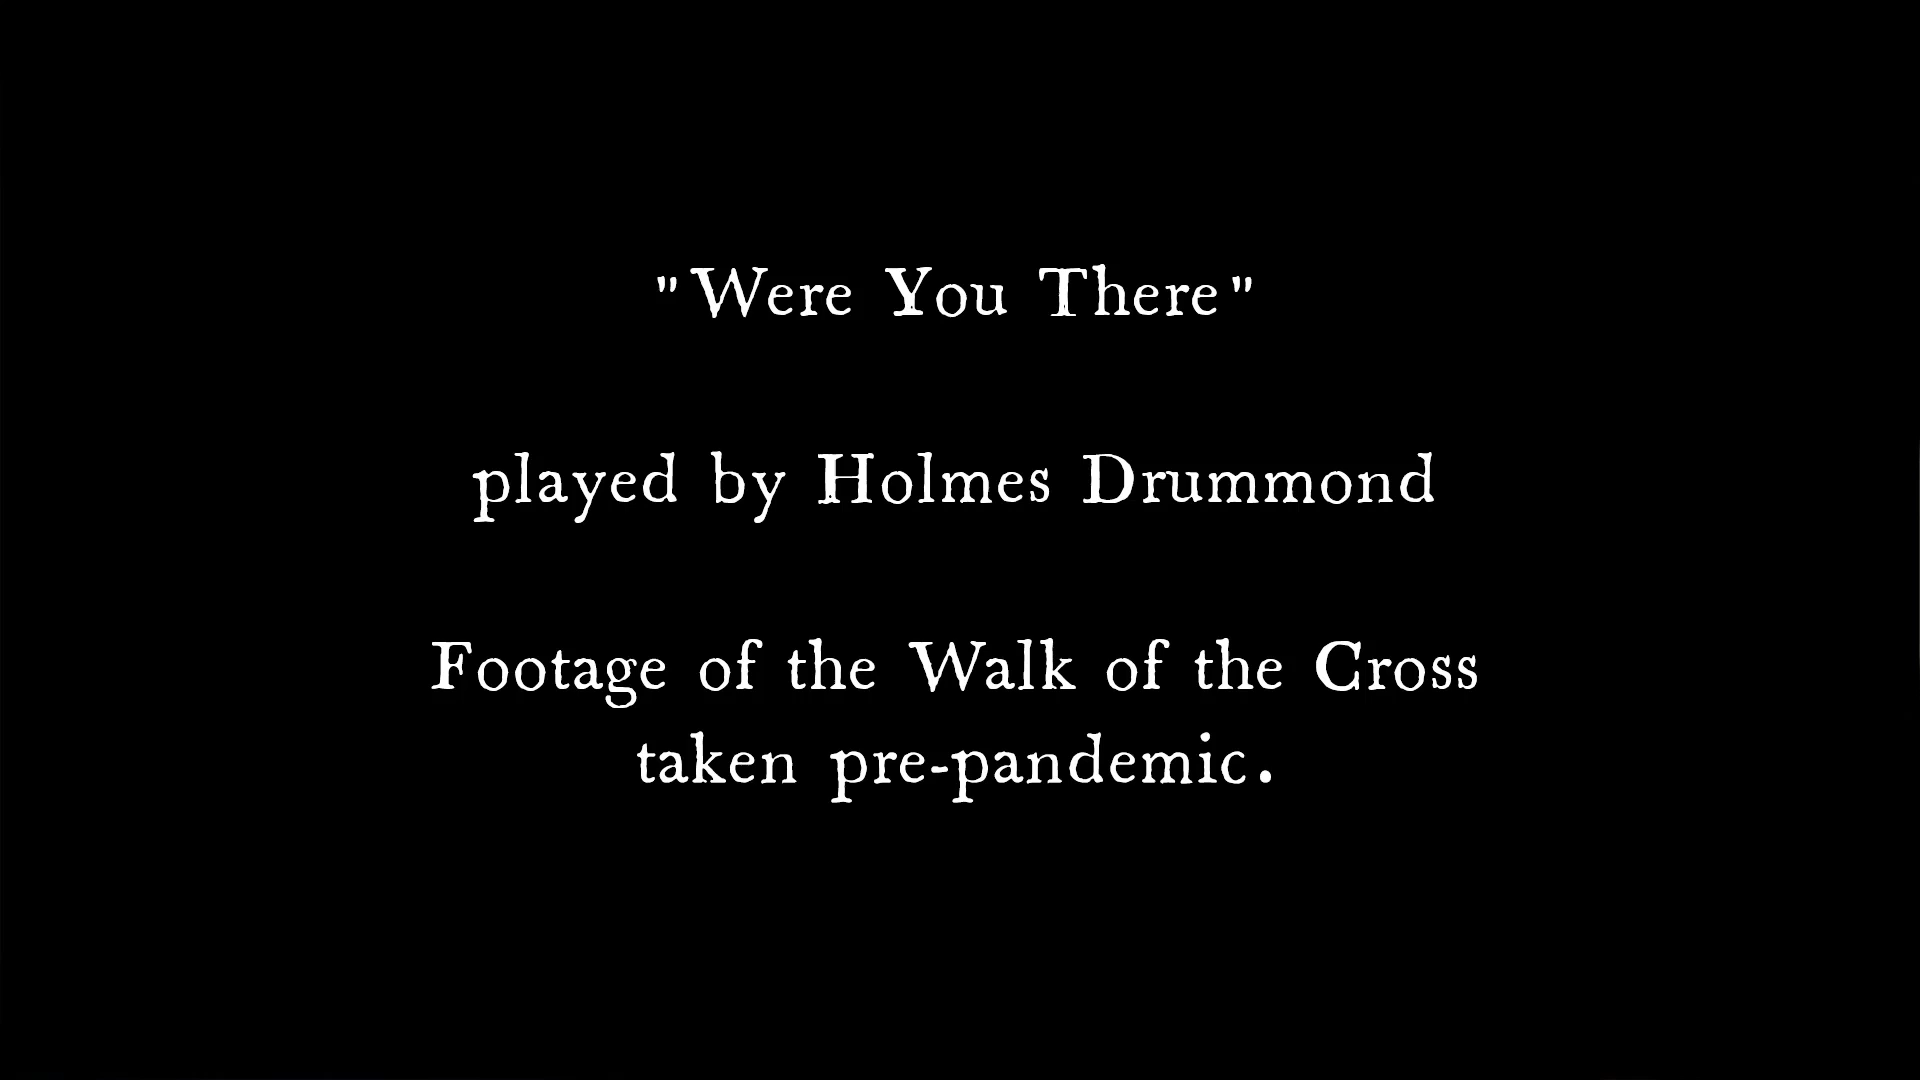 "Were You There"
played by Holmes Drummond
Footage of the Walk of the Cross
taken pre-pandemic.